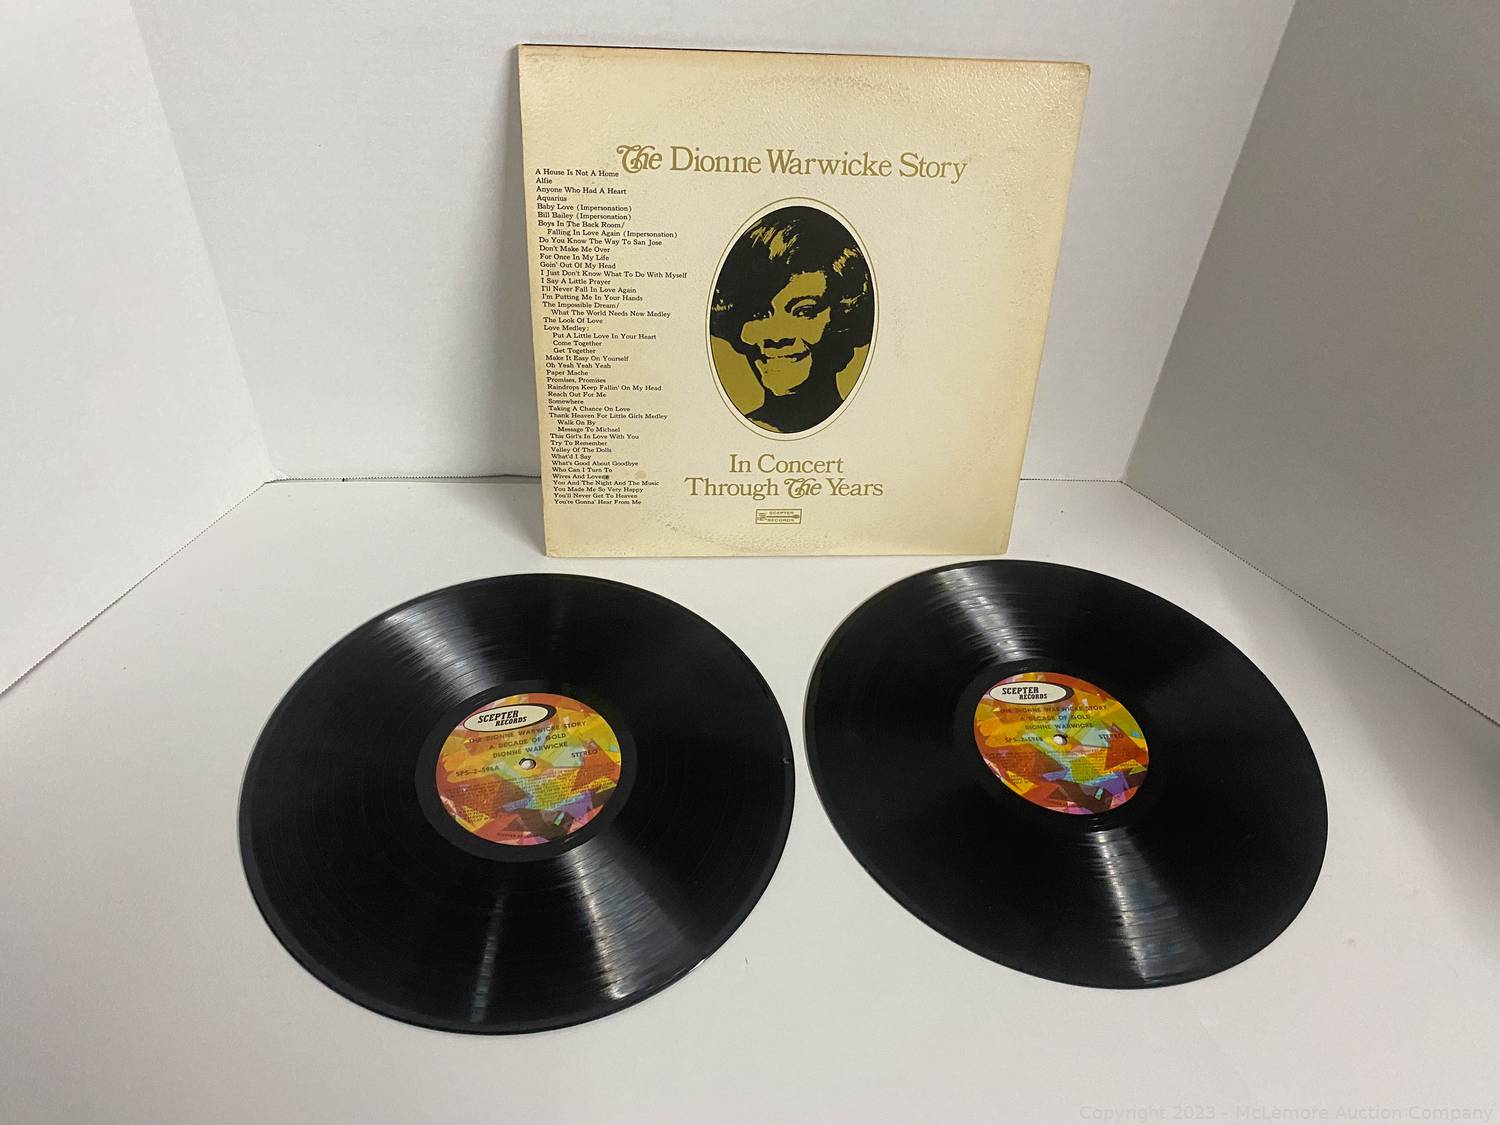 The Dionne Warwicke Story
A House Is Not A Home
Alfie
Anyone Who Had A Heart
Aquarius
Baby Love (Impersonation)
Bill Bailey (Impersonation)
Boys In The Back Room/
Falling In Love Again (Impersonation)
Do You Know The Way To San Jose
Don't Make Me Over
For Once In My Life
Goin' Out Of My Head
I Just Don't Know What To Do With Myself
I Say A Little Prayer
I'll Never Fall In Love Again
I'm Putting Me In Your Hands
The Impossible Dream/
What The World Needs Now Medley
The Look Of Love
Love Medley:
Put A Little Love In Your Heart
Come Together
Get Together
Make It Easy On Yourself
Oh Yeah Yeah Yeah
Paper Mache
Promises, Promises
Raindrops Keep Fallin' On My Head
Reach Out For Me
Somewhere
Taking A Chance On Love
Thank Heaven For Little Girls Medley
Walk On By
Message To Michael
This Girl's In Love With You
Try To Remember
Valley Of The Dolls
What'd I Say
What's Good About Goodbye
Who Can I Turn To
Wives And Lovers
You And The Night And The Music
You Made Me So Very Happy
You'll Never Get To Heaven
You're Gonna' Hear From Me
In Concert
Through The Years
SCEPTER
RECORDS
SCEPTER
RECORDS
THE DIONNE WARWICKE STORY
A DECADE OF GOLD
DIONNE WARWICKE
SPS-2-596A STEREO
SCEPTER
RECORDS
THE DIONNE WARWICKE STORY
A DECADE OF GOLD
DIONNE WARWICKE
SPS-2-596B STEREO
Copyright 2023 - McLemore Auction Company